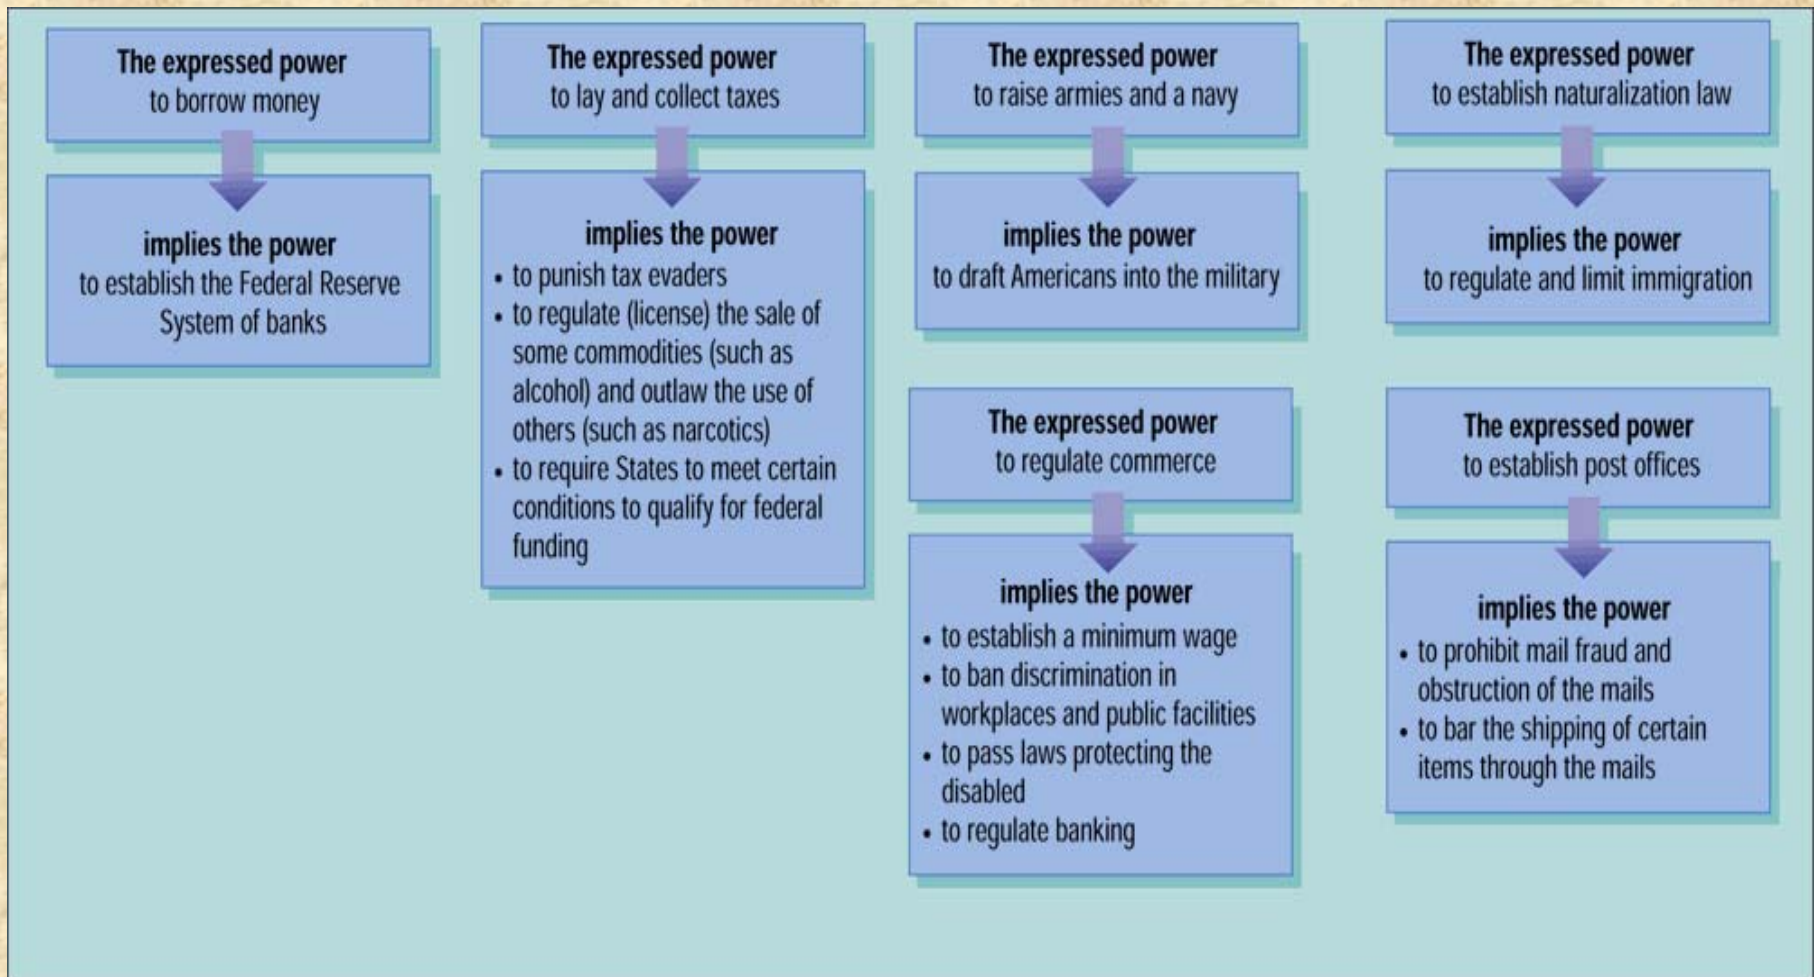 The expressed power
to borrow money
implies the power
to establish the Federal Reserve
System of banks
The expressed power
to lay and collect taxes
implies the power
• to punish tax evaders
• to regulate (license) the sale of
some commodities (such as
alcohol) and outlaw the use of
others (such as narcotics)
• to require States to meet certain
conditions to qualify for federal
funding
The expressed power
to raise armies and a navy
implies the power
to draft Americans into the military
The expressed power
to regulate commerce
implies the power
• to establish a minimum wage
• to ban discrimination in
workplaces and public facilities
• to pass laws protecting the
disabled
• to regulate banking
The expressed power
to establish naturalization law
implies the power
to regulate and limit immigration
The expressed power
to establish post offices
implies the power
• to prohibit mail fraud and
obstruction of the mails
• to bar the shipping of certain
items through the mails